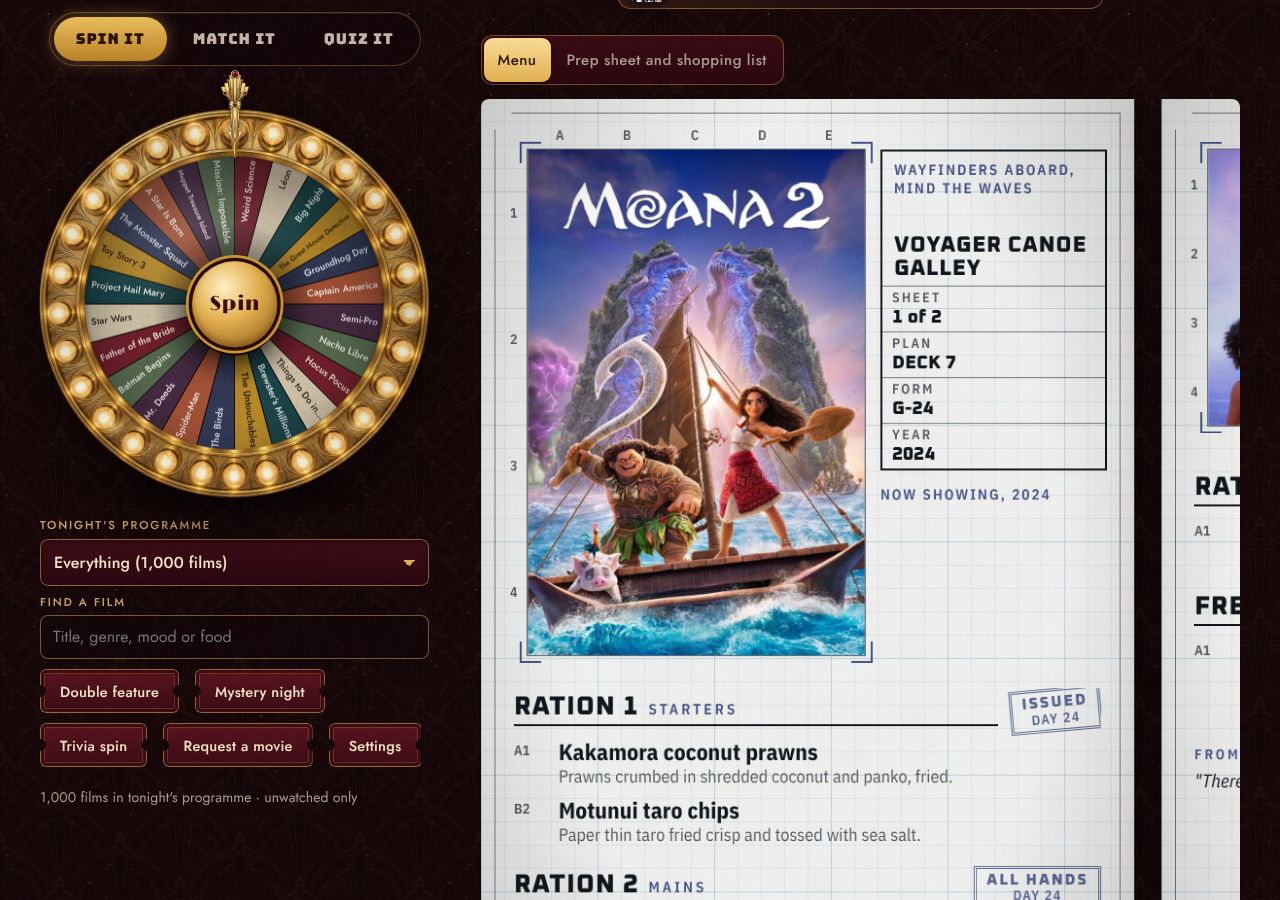 SPIN IT
MATCH IT
QUIZ IT
Mission: Impossible
Weird Science
Léon
Big Night
The Great Mouse Detective
Groundhog Day
Captain America
Semi-Pro
Nacho Libre
Hocus Pocus
Things to Do in...
Brewster's Millions
The Untouchables
The Birds
Spider-Man
Mr. Deeds
Batman Begins
Father of the Bride
Star Wars
Project Hail Mary
Toy Story 3
The Monster Squad
A Star Is Born
Muppet Treasure Island
Spin
TONIGHT'S PROGRAMME
Everything (1,000 films)
FIND A FILM
Title, genre, mood or food
Double feature
Mystery night
Trivia spin
Request a movie
Settings
1,000 films in tonight's programme · unwatched only
Menu
Prep sheet and shopping list
A B C D E
1
2
3
4
MOANA 2
WAYFINDERS ABOARD,
MIND THE WAVES
VOYAGER CANOE
GALLEY
SHEET
1 of 2
PLAN
DECK 7
FORM
G-24
YEAR
2024
NOW SHOWING, 2024
RATION 1 STARTERS
ISSUED
DAY 24
A1 Kakamora coconut prawns
Prawns crumbed in shredded coconut and panko, fried.
B2 Motunui taro chips
Paper thin taro fried crisp and tossed with sea salt.
RATION 2 MAINS
ALL HANDS
DAY 24
1
2
3
4
RAT
A1
FRE
A1
FROM
"There